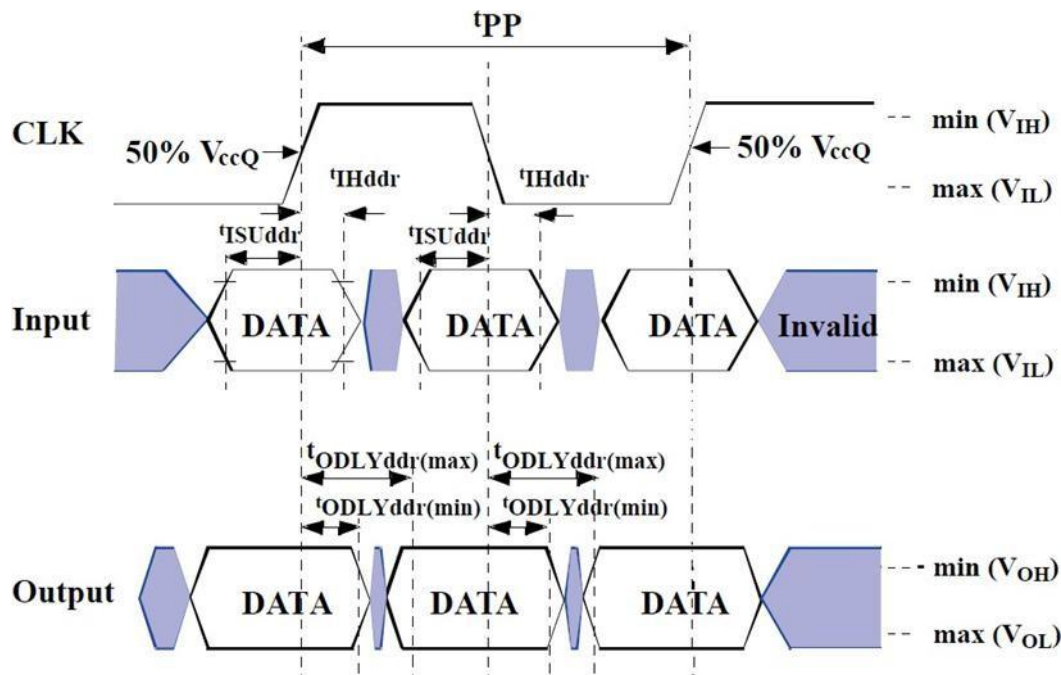 tPP
CLK
50% VccQ
50% VccQ
min (VIH)
max (VIL)
tIHddr
tIHddr
tISUddr
tISUddr
Input
DATA
DATA
DATA
Invalid
min (VIH)
max (VIL)
tODLYddr(max)
tODLYddr(max)
tODLYddr(min)
tODLYddr(min)
Output
DATA
DATA
DATA
min (VOH)
max (VOL)